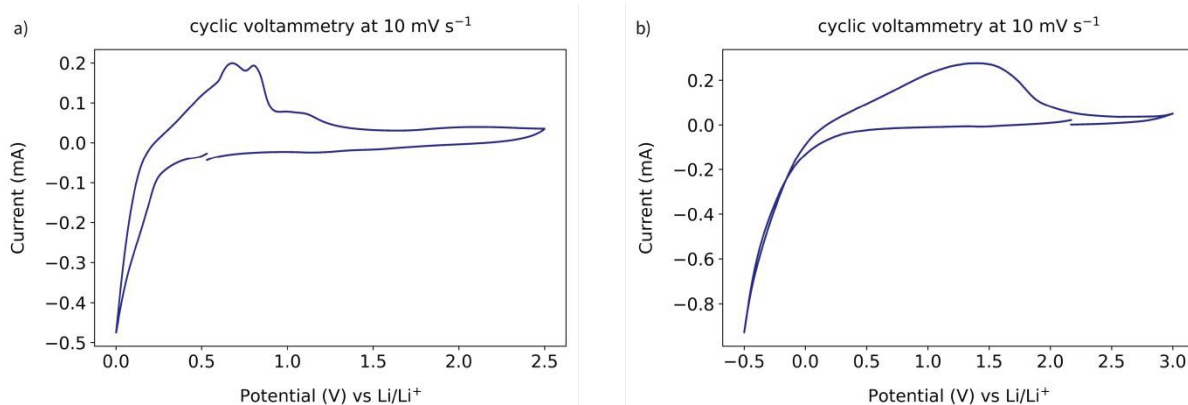 a)
cyclic voltammetry at 10 mV s⁻¹
0.2
0.1
0.0
−0.1
−0.2
−0.3
−0.4
−0.5
Current (mA)
0.0 0.5 1.0 1.5 2.0 2.5
Potential (V) vs Li/Li⁺
b)
cyclic voltammetry at 10 mV s⁻¹
0.2
0.0
−0.2
−0.4
−0.6
−0.8
Current (mA)
−0.5 0.0 0.5 1.0 1.5 2.0 2.5 3.0
Potential (V) vs Li/Li⁺